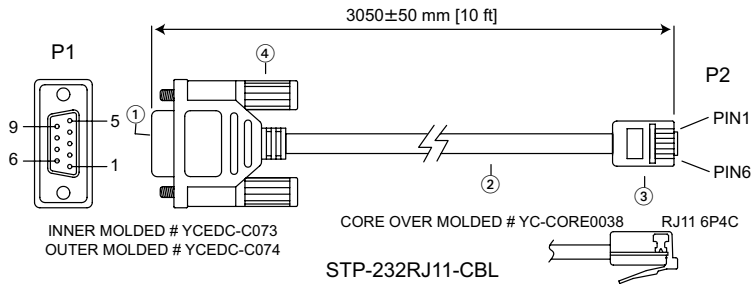 3050±50 mm [10 ft]
P1
4
P2
1
9
5
PIN1
6
1
PIN6
2
3
INNER MOLDED # YCEDC-C073
OUTER MOLDED # YCEDC-C074
CORE OVER MOLDED # YC-CORE0038
RJ11 6P4C
STP-232RJ11-CBL